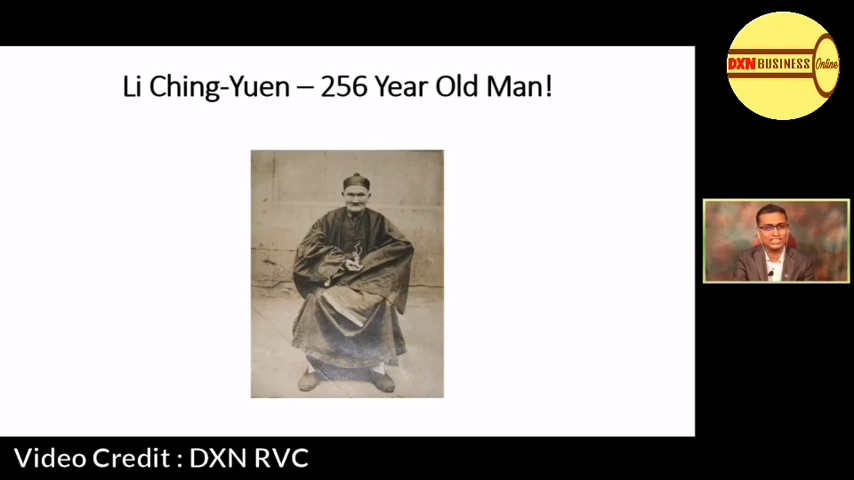 Li Ching-Yuen – 256 Year Old Man!
DXN BUSINESS Online
Video Credit : DXN RVC